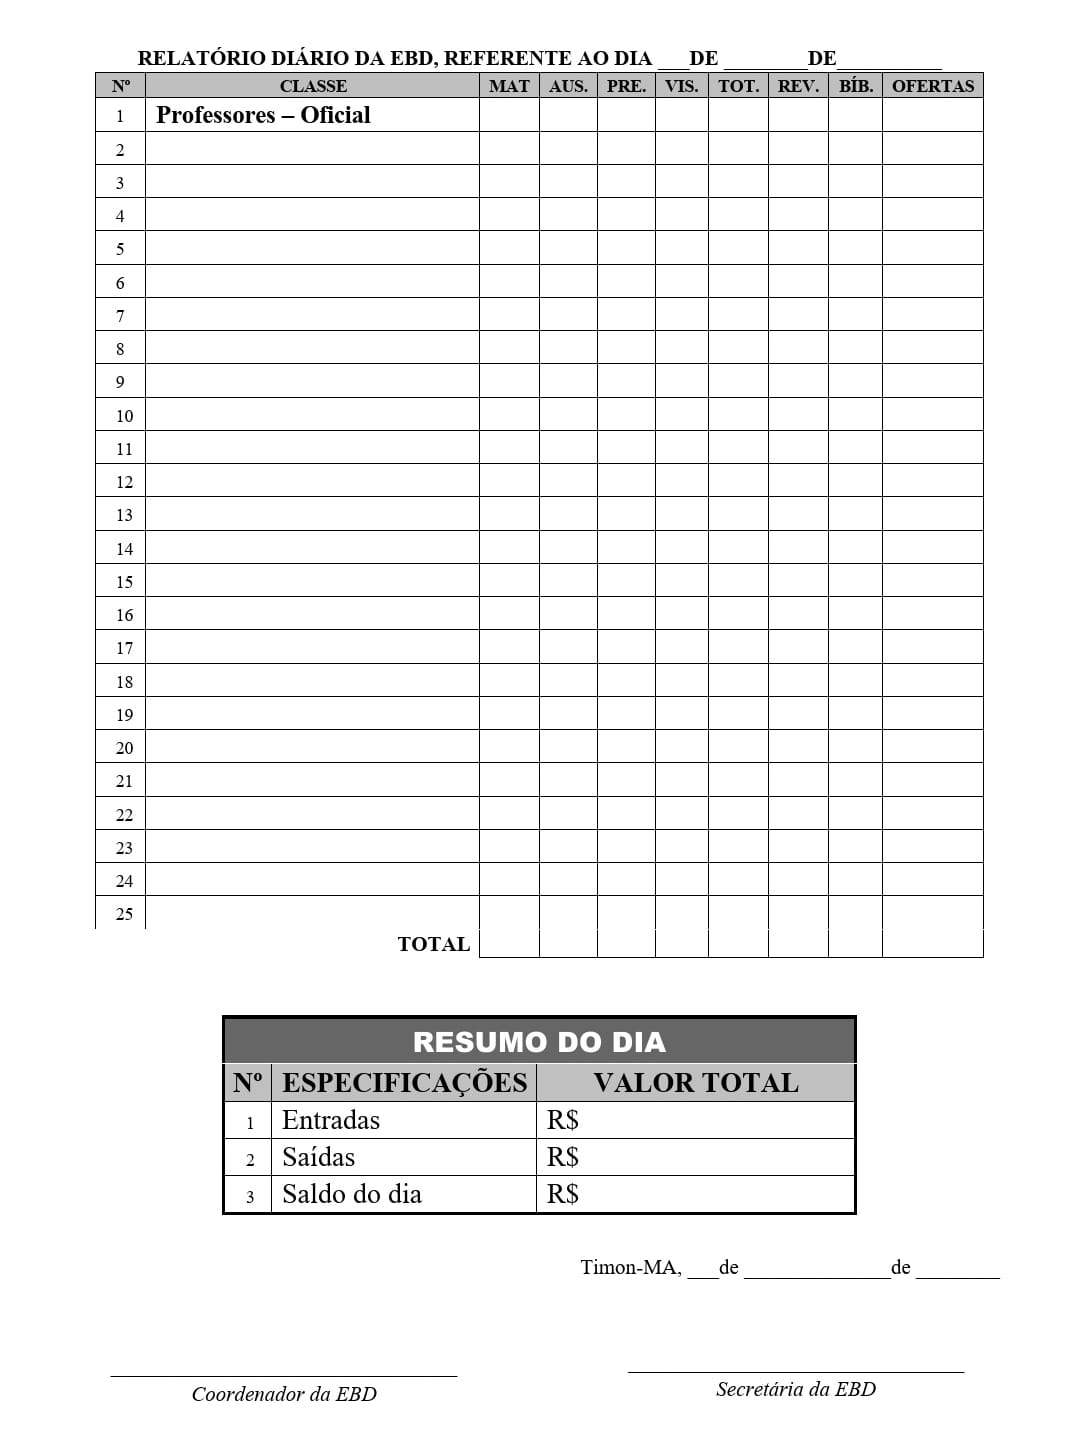 RELATÓRIO DIÁRIO DA EBD, REFERENTE AO DIA ___DE ________DE__________
Nº CLASSE MAT AUS. PRE. VIS. TOT. REV. BÍB. OFERTAS
1 Professores – Oficial
2
3
4
5
6
7
8
9
10
11
12
13
14
15
16
17
18
19
20
21
22
23
24
25
TOTAL
RESUMO DO DIA
Nº ESPECIFICAÇÕES VALOR TOTAL
1 Entradas R$
2 Saídas R$
3 Saldo do dia R$
Timon-MA, ___de ______________de ________
Coordenador da EBD Secretária da EBD